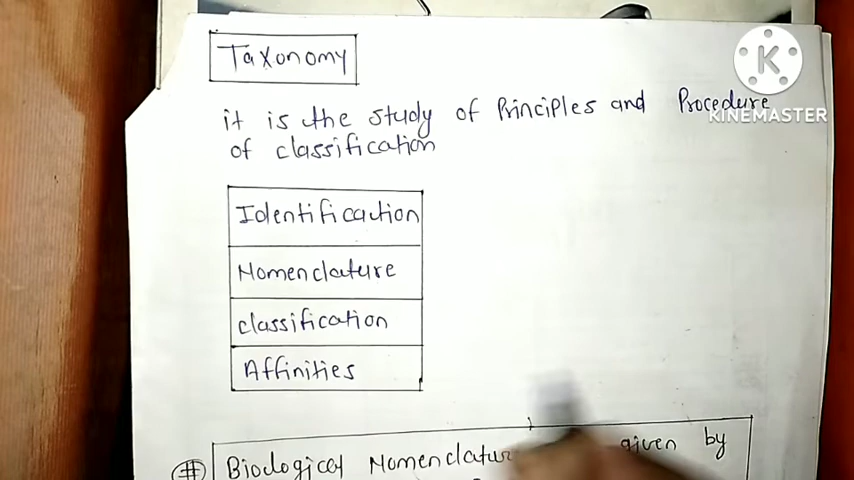 Taxonomy
KINEMASTER
it is the study of Principles and Procedure
of classification
Identification
Nomenclature
classification
Affinities
# Biological Nomenclature given by